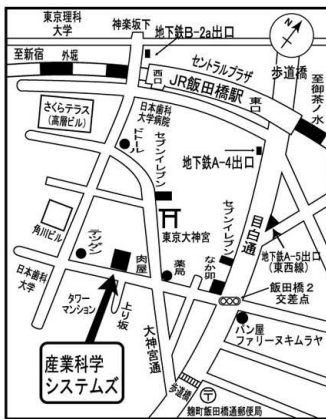 東京理科
大学
神楽坂下
地下鉄B-2a出口
N
至新宿
外堀
セントラルプラザ
西口
JR飯田橋駅
東口
歩道橋
至御茶ノ水
さくらテラス
(高層ビル)
日本歯科
大学病院
ドトール
セブンイレブン
地下鉄A-4出口
角川ビル
東京大神宮
セブンイレブン
目白通
テンゲン
肉屋
薬局
なか卯
地下鉄A-5出口
(東西線)
日本歯科
大学
飯田橋2
交差点
タワー
マンション
上り坂
大神宮通
パン屋
ファリーヌキムラヤ
産業科学
システムズ
歩道橋
〒
麹町飯田橋通郵便局